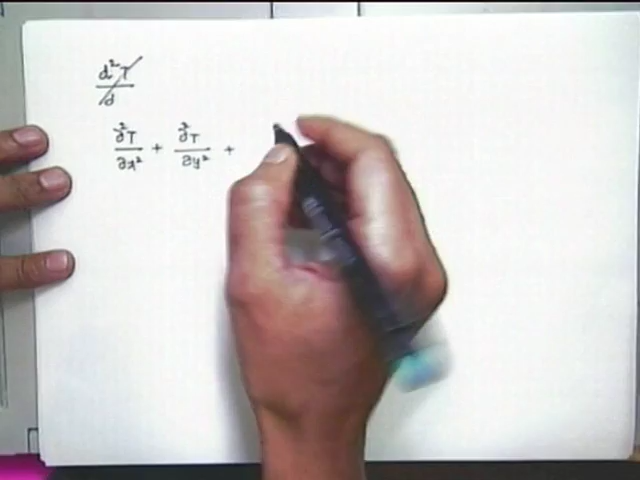 d²T/d
∂²T/∂x² + ∂²T/∂y² +